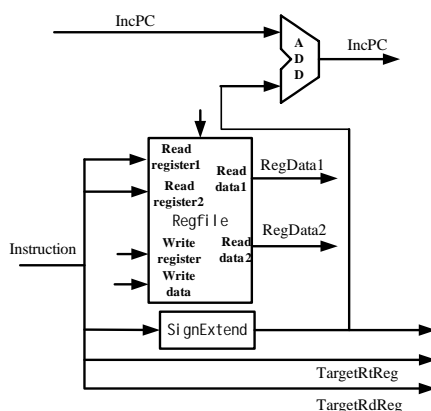 IncPC
A
D
D
IncPC
Read
register1
Read
data1
RegData1
Read
register2
Regfile
Instruction
Write
register
Read
data2
RegData2
Write
data
SignExtend
TargetRtReg
TargetRdReg